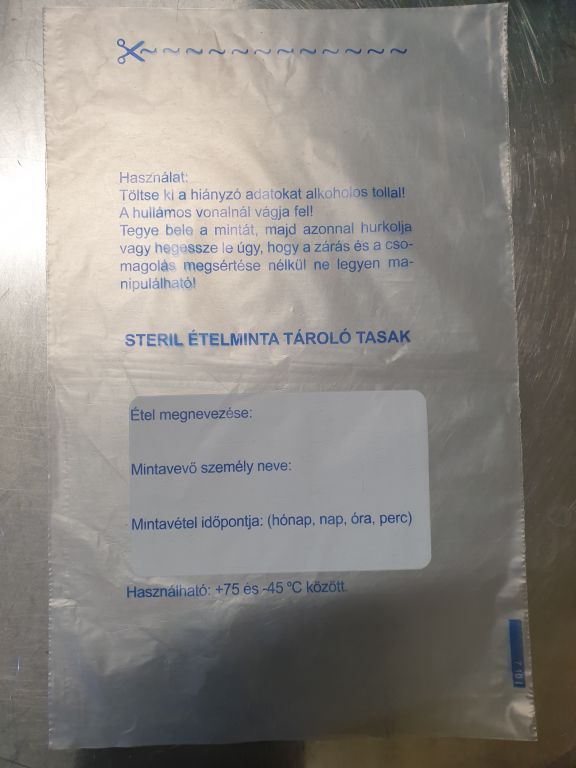 Használat:
Töltse ki a hiányzó adatokat alkoholos tollal!
A hullámos vonalnál vágja fel!
Tegye bele a mintát, majd azonnal hurkolja
vagy hegessze le úgy, hogy a zárás és a cso-
magolás megsértése nélkül ne legyen ma-
nipulálható!
STERIL ÉTELMINTA TÁROLÓ TASAK
Étel megnevezése:
Mintavevő személy neve:
Mintavétel időpontja: (hónap, nap, óra, perc)
Használható: +75 és -45 ºC között.